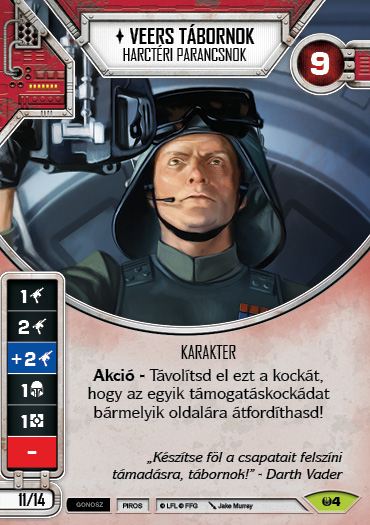 VEERS TÁBORNOK
HARCTÉRI PARANCSNOK
9
1
2
+2
1
1
-
KARAKTER
Akció - Távolítsd el ezt a kockát,
hogy az egyik támogatáskockádat
bármelyik oldalára átfordíthasd!
„Készítse föl a csapatait felszíni
támadásra, tábornok!” - Darth Vader
11/14
GONOSZ
PIROS
© LFL © FFG
Jake Murray
4